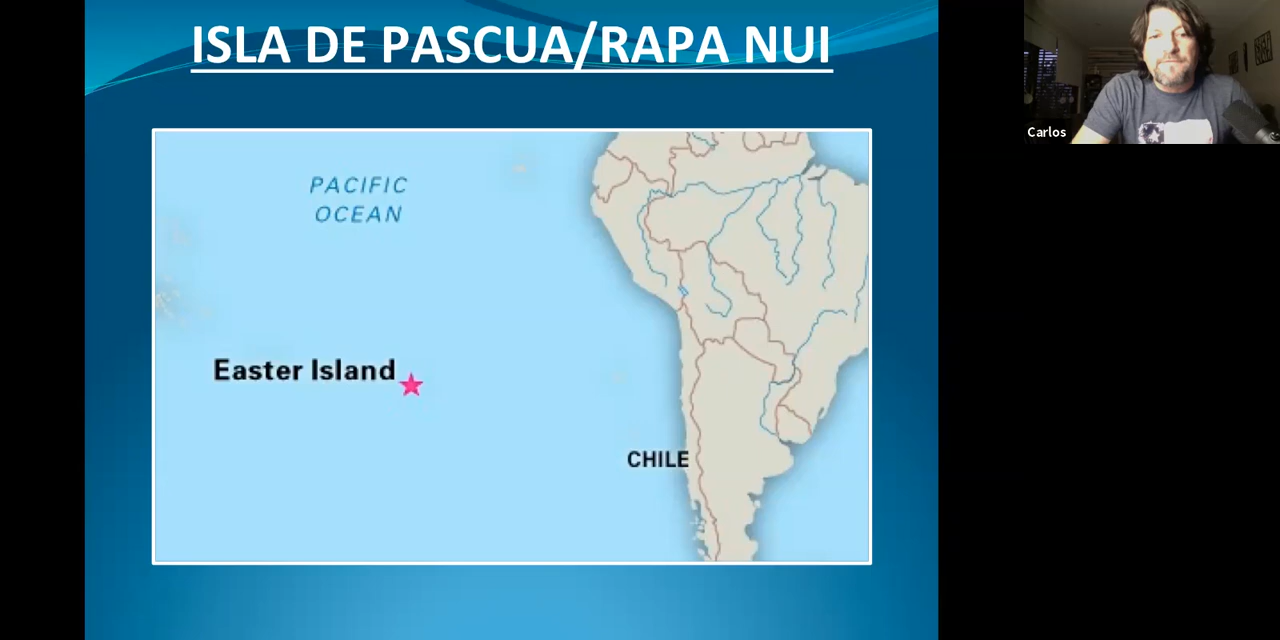 ISLA DE PASCUA/RAPA NUI
PACIFIC
OCEAN
Easter Island
CHILE
Carlos